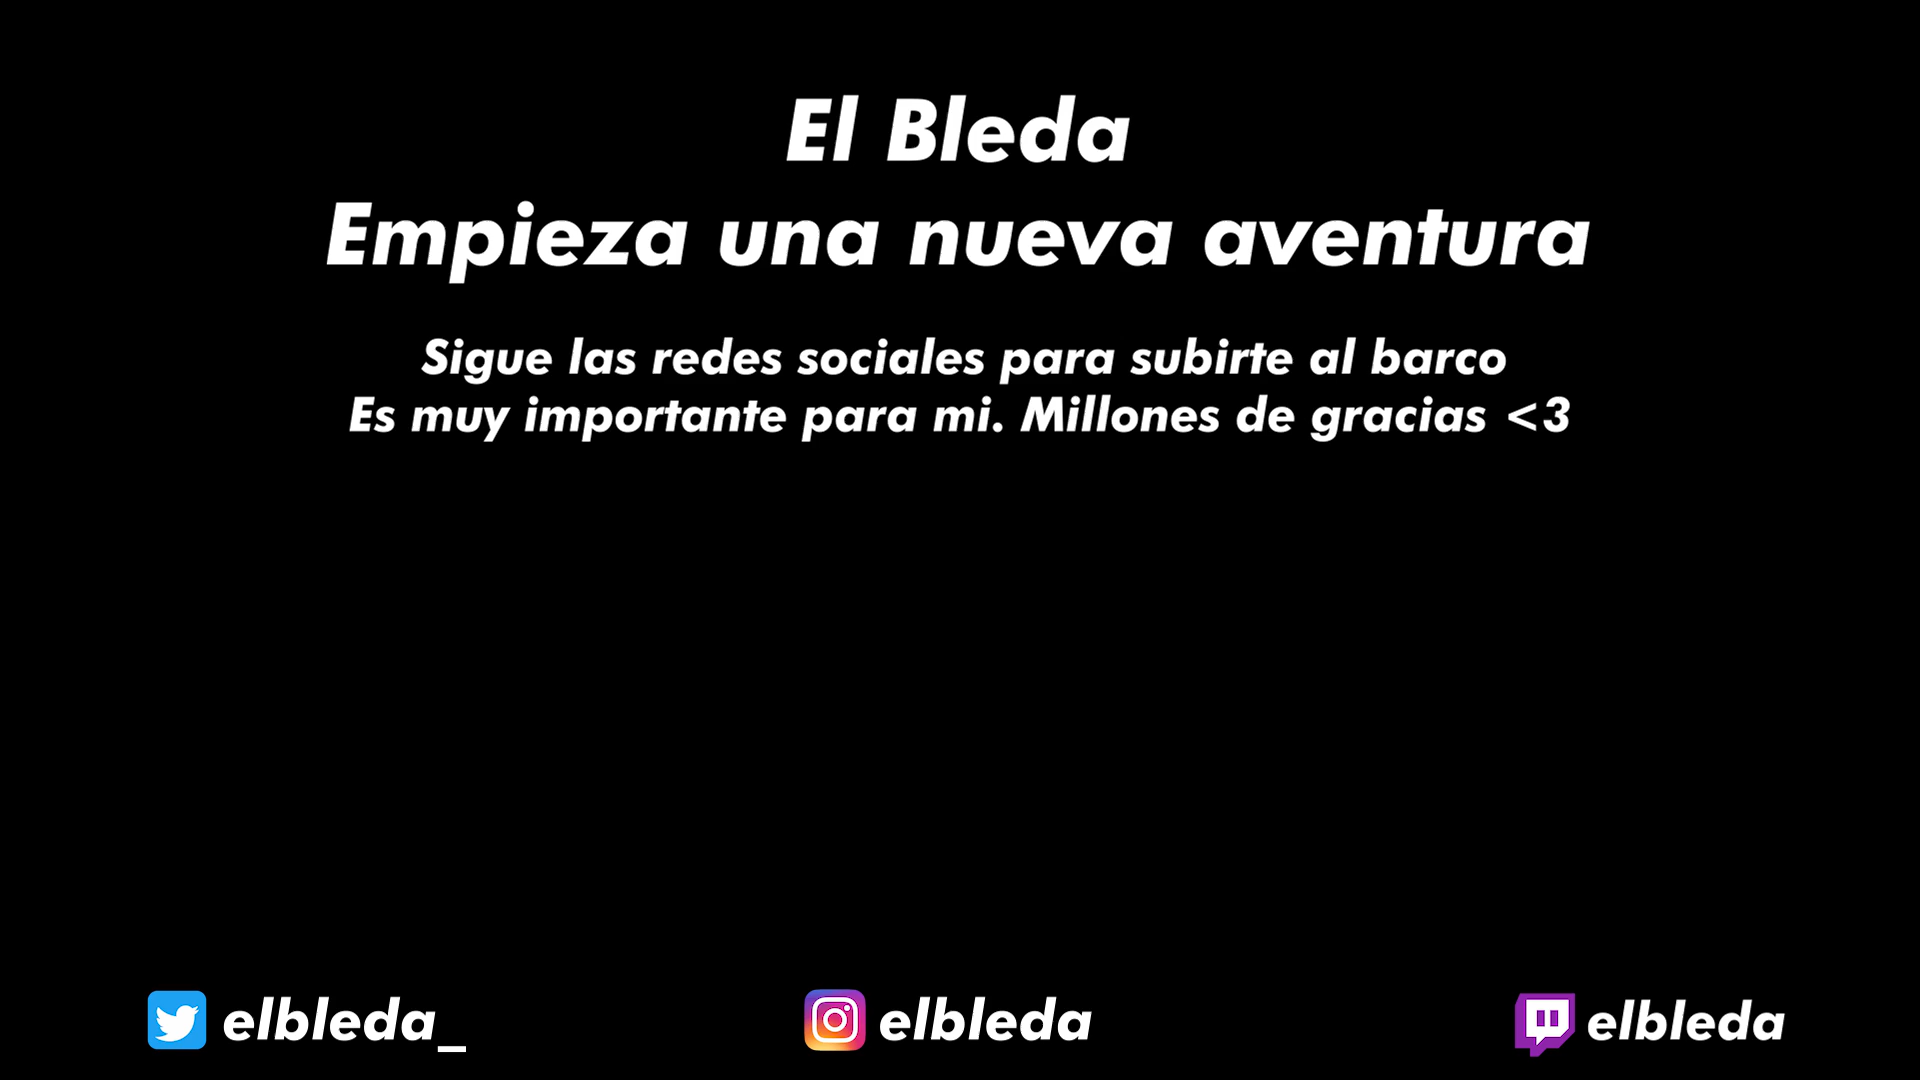 El Bleda
Empieza una nueva aventura
Sigue las redes sociales para subirte al barco
Es muy importante para mi. Millones de gracias <3
elbleda_ elbleda elbleda